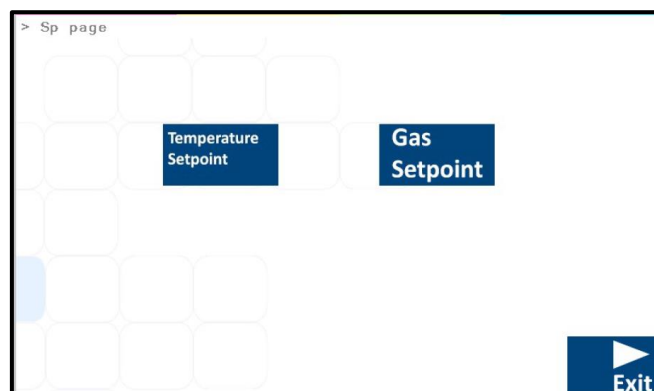 > Sp page
Temperature
Setpoint
Gas
Setpoint
Exit